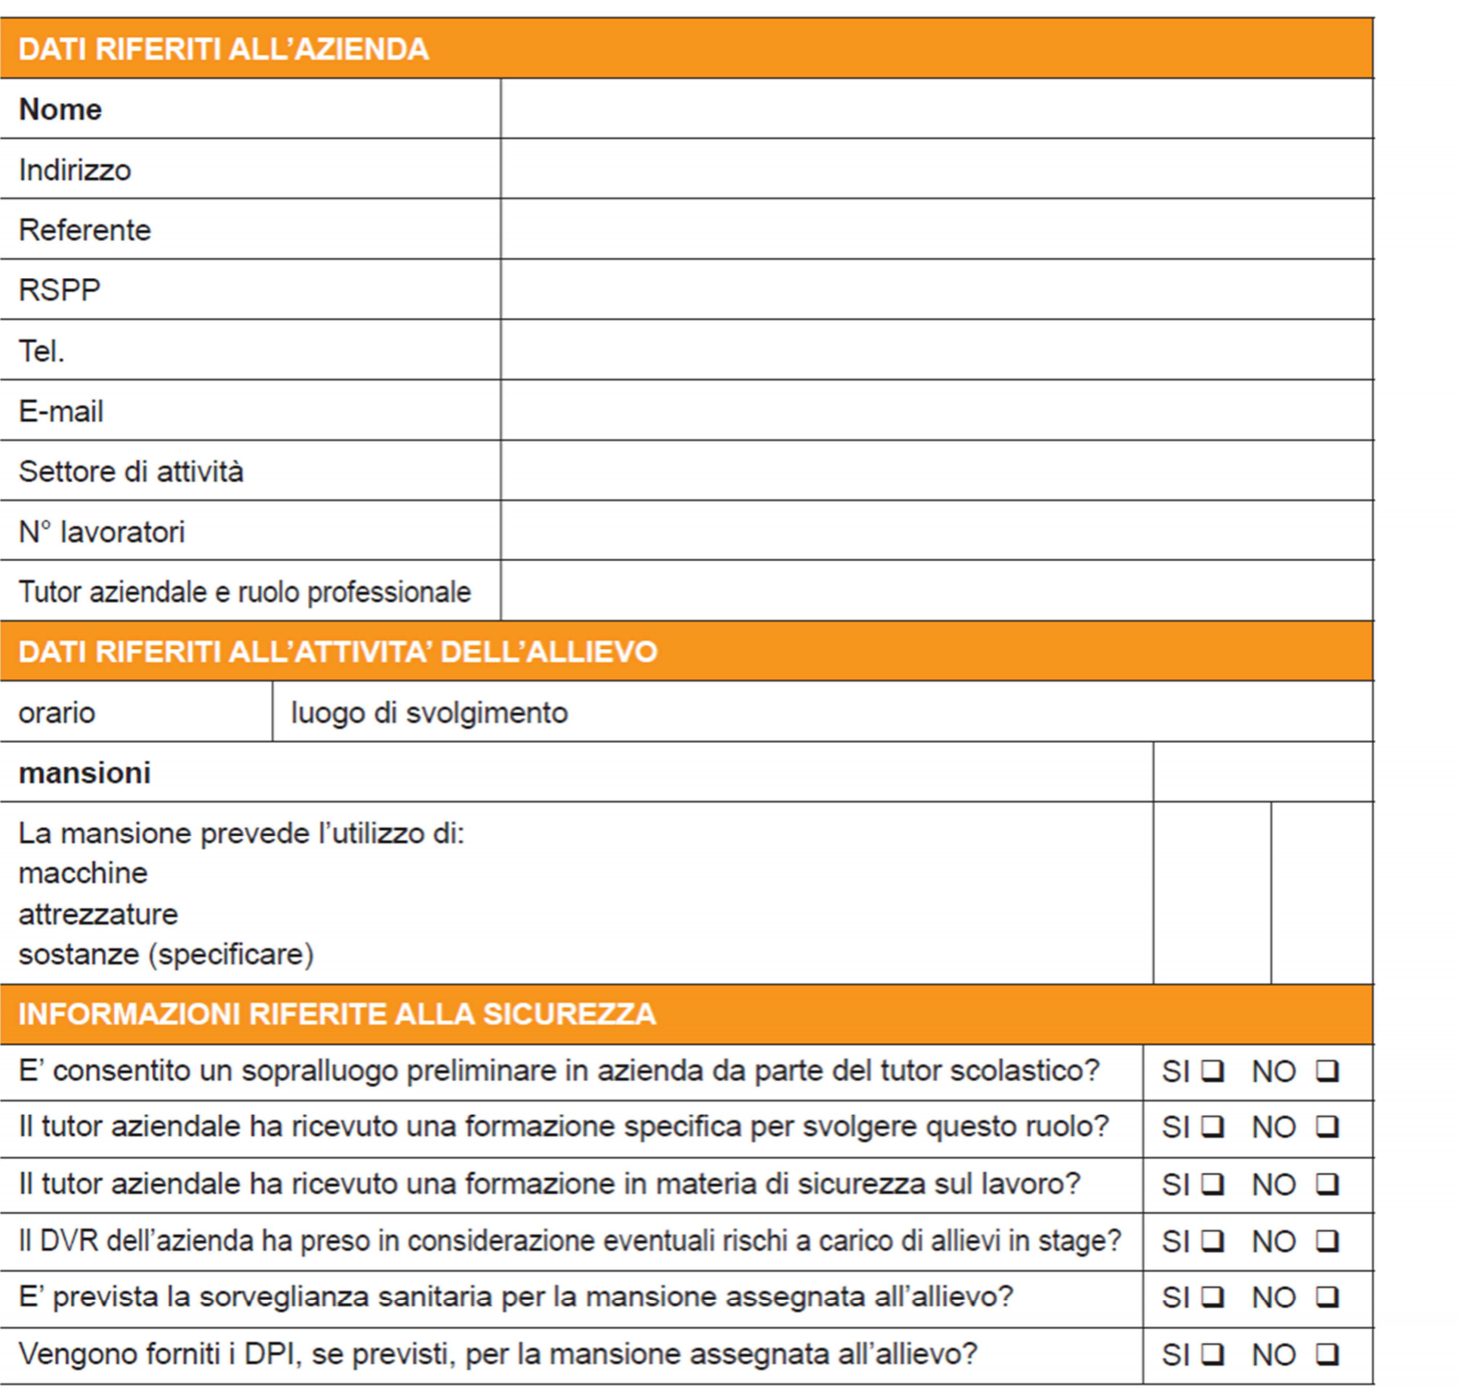 DATI RIFERITI ALL’AZIENDA
Nome
Indirizzo
Referente
RSPP
Tel.
E-mail
Settore di attività
N° lavoratori
Tutor aziendale e ruolo professionale
DATI RIFERITI ALL’ATTIVITA’ DELL’ALLIEVO
orario luogo di svolgimento
mansioni
La mansione prevede l’utilizzo di:
macchine
attrezzature
sostanze (specificare)
INFORMAZIONI RIFERITE ALLA SICUREZZA
E’ consentito un sopralluogo preliminare in azienda da parte del tutor scolastico? SI ❑ NO ❑
Il tutor aziendale ha ricevuto una formazione specifica per svolgere questo ruolo? SI ❑ NO ❑
Il tutor aziendale ha ricevuto una formazione in materia di sicurezza sul lavoro? SI ❑ NO ❑
Il DVR dell’azienda ha preso in considerazione eventuali rischi a carico di allievi in stage? SI ❑ NO ❑
E’ prevista la sorveglianza sanitaria per la mansione assegnata all’allievo? SI ❑ NO ❑
Vengono forniti i DPI, se previsti, per la mansione assegnata all’allievo? SI ❑ NO ❑